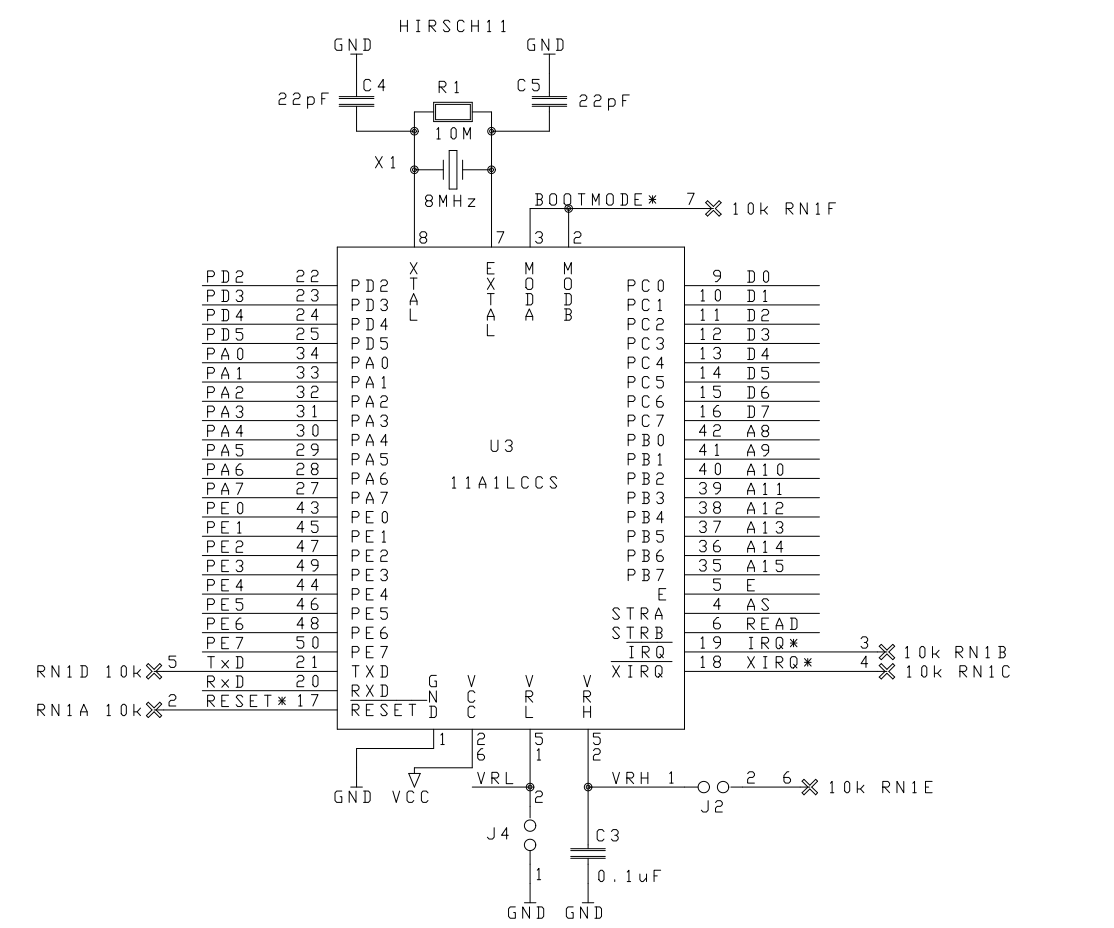 HIRSCH11
GND GND
C4 R1 C5
22pF 22pF
10M
X1
8MHz
BOOTMODE* 7 10k RN1F
8 7 3 2
XTAL EXTAL MODA MODB
PD2 22 PD2 PC0 9 D0
PD3 23 PD3 PC1 10 D1
PD4 24 PD4 PC2 11 D2
PD5 25 PD5 PC3 12 D3
PA0 34 PA0 PC4 13 D4
PA1 33 PA1 PC5 14 D5
PA2 32 PA2 PC6 15 D6
PA3 31 PA3 PC7 16 D7
PA4 30 PA4 PB0 42 A8
PA5 29 PA5 PB1 41 A9
PA6 28 PA6 PB2 40 A10
PA7 27 PA7 PB3 39 A11
PE0 43 PE0 PB4 38 A12
PE1 45 PE1 PB5 37 A13
PE2 47 PE2 PB6 36 A14
PE3 49 PE3 PB7 35 A15
PE4 44 PE4 E 5 E
PE5 46 PE5 STRA 4 AS
PE6 48 PE6 STRB 6 READ
PE7 50 PE7 IRQ 19 IRQ* 3 10k RN1B
RN1D 10k 5 TxD 21 TXD XIRQ 18 XIRQ* 4 10k RN1C
RxD 20 RXD
RN1A 10k 2 RESET* 17 RESET
U3
11A1LCCS
GND VCC VRL VRH
1 26 51 52
GND VCC
VRL 2
VRH 1 2 6 10k RN1E
J2
J4 C3
1 0.1uF
GND GND